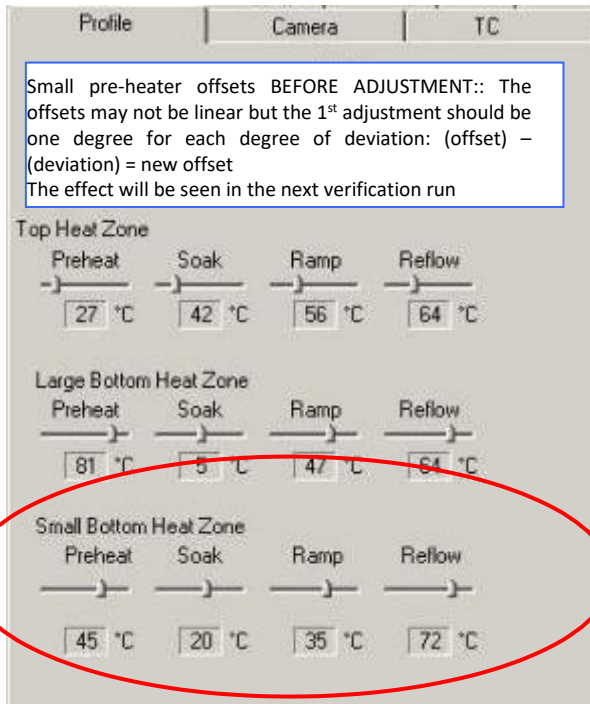 Profile Camera TC
Small pre-heater offsets BEFORE ADJUSTMENT:: The
offsets may not be linear but the 1st adjustment should be
one degree for each degree of deviation: (offset) –
(deviation) = new offset
The effect will be seen in the next verification run
Top Heat Zone
Preheat Soak Ramp Reflow
27 °C 42 °C 56 °C 64 °C
Large Bottom Heat Zone
Preheat Soak Ramp Reflow
81 °C 5 °C 47 °C 64 °C
Small Bottom Heat Zone
Preheat Soak Ramp Reflow
45 °C 20 °C 35 °C 72 °C